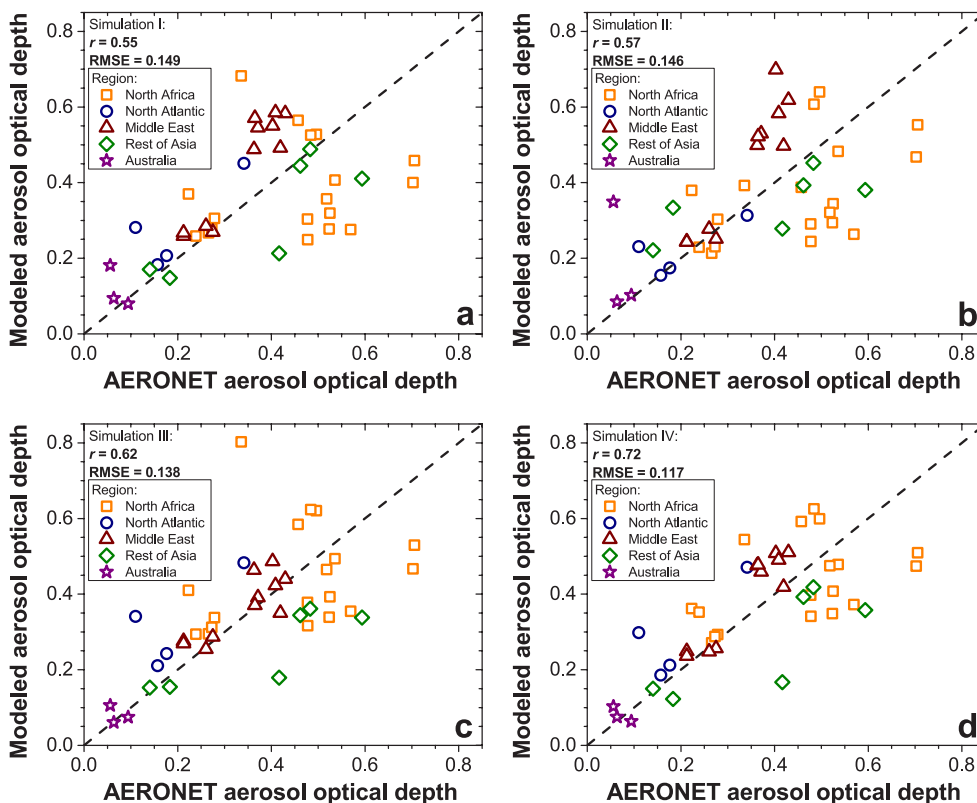 Simulation I:
r = 0.55
RMSE = 0.149
Region:
North Africa
North Atlantic
Middle East
Rest of Asia
Australia
a
Modeled aerosol optical depth
0.8
0.6
0.4
0.2
0.0
0.0 0.2 0.4 0.6 0.8
AERONET aerosol optical depth
Simulation II:
r = 0.57
RMSE = 0.146
Region:
North Africa
North Atlantic
Middle East
Rest of Asia
Australia
b
Modeled aerosol optical depth
0.8
0.6
0.4
0.2
0.0
0.0 0.2 0.4 0.6 0.8
AERONET aerosol optical depth
Simulation III:
r = 0.62
RMSE = 0.138
Region:
North Africa
North Atlantic
Middle East
Rest of Asia
Australia
c
Modeled aerosol optical depth
0.8
0.6
0.4
0.2
0.0
0.0 0.2 0.4 0.6 0.8
AERONET aerosol optical depth
Simulation IV:
r = 0.72
RMSE = 0.117
Region:
North Africa
North Atlantic
Middle East
Rest of Asia
Australia
d
Modeled aerosol optical depth
0.8
0.6
0.4
0.2
0.0
0.0 0.2 0.4 0.6 0.8
AERONET aerosol optical depth